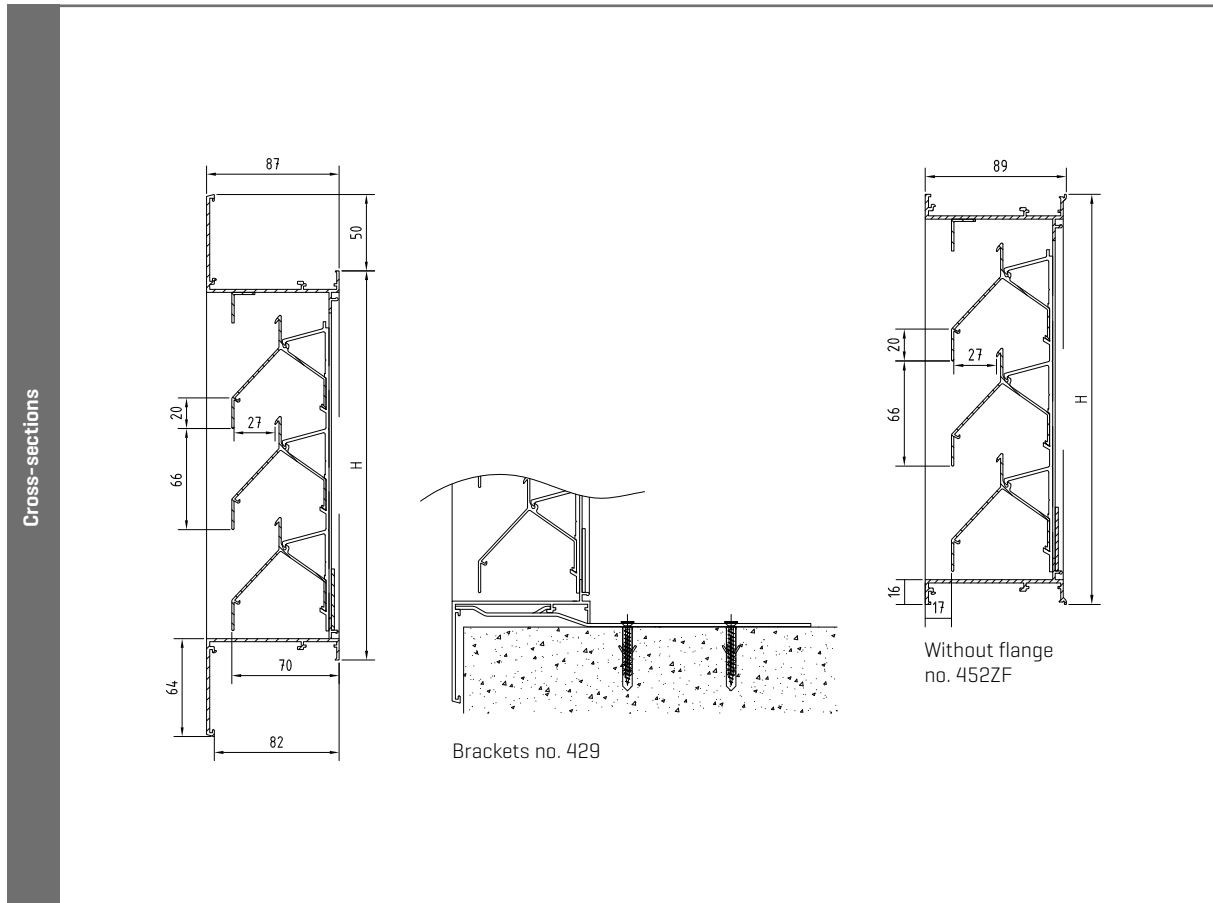 Cross-sections
87
50
20
27
66
H
70
64
82
Brackets no. 429
89
20
27
66
H
16
17
Without flange
no. 452ZF